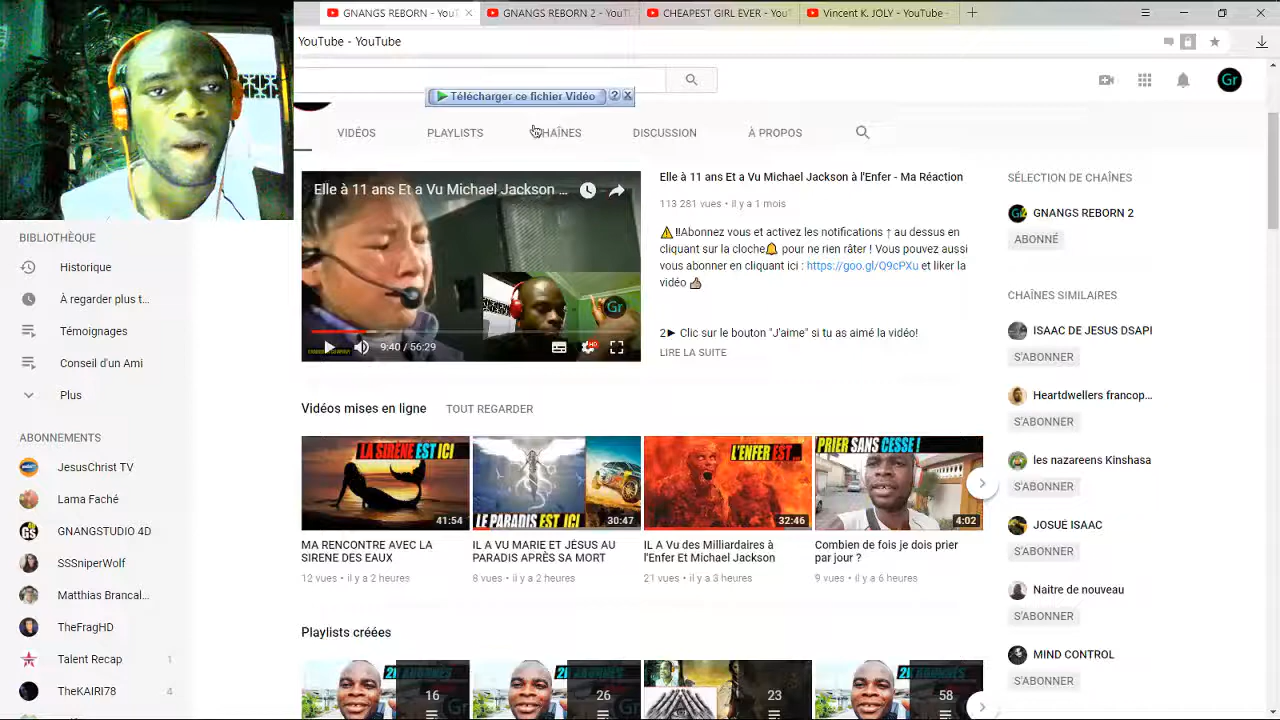 GNANGS REBORN - YouT
GNANGS REBORN 2 - YouT
CHEAPEST GIRL EVER - YouT
Vincent K. JOLY - YouTube -
YouTube - YouTube
Télécharger ce fichier Vidéo
? X
Gr
VIDÉOS
PLAYLISTS
CHAÎNES
DISCUSSION
À PROPOS
Elle à 11 ans Et a Vu Michael Jackson ...
Gr
9:40 / 56:29
HD
Elle à 11 ans Et a Vu Michael Jackson à l'Enfer - Ma Réaction
113 281 vues • il y a 1 mois
⚠️ !!Abonnez vous et activez les notifications ↑ au dessus en
cliquant sur la cloche🔔 pour ne rien râter ! Vous pouvez aussi
vous abonner en cliquant ici : https://goo.gl/Q9cPXu et liker la
vidéo 👍
2► Clic sur le bouton "J'aime" si tu as aimé la vidéo!
LIRE LA SUITE
SÉLECTION DE CHAÎNES
GNANGS REBORN 2
ABONNÉ
CHAÎNES SIMILAIRES
ISAAC DE JESUS DSAPI
S'ABONNER
Heartdwellers francop...
S'ABONNER
les nazareens Kinshasa
S'ABONNER
JOSUÉ ISAAC
S'ABONNER
Naitre de nouveau
S'ABONNER
MIND CONTROL
S'ABONNER
BIBLIOTHÈQUE
Historique
À regarder plus t...
Témoignages
Conseil d'un Ami
Plus
ABONNEMENTS
JesusChrist TV
Lama Faché
GNANGSTUDIO 4D
SSSniperWolf
Matthias Brancal...
TheFragHD
Talent Recap 1
TheKAIRI78 4
Vidéos mises en ligne TOUT REGARDER
LA SIRÈNE EST ICI
41:54
MA RENCONTRE AVEC LA
SIRENE DES EAUX
12 vues • il y a 2 heures
LE PARADIS EST ICI
30:47
IL A VU MARIE ET JÉSUS AU
PARADIS APRÈS SA MORT
8 vues • il y a 2 heures
L'ENFER EST...
32:46
IL A Vu des Milliardaires à
l'Enfer Et Michael Jackson
21 vues • il y a 3 heures
PRIER SANS CESSE !
4:02
Combien de fois je dois prier
par jour ?
9 vues • il y a 6 heures
Playlists créées
16
26
23
58